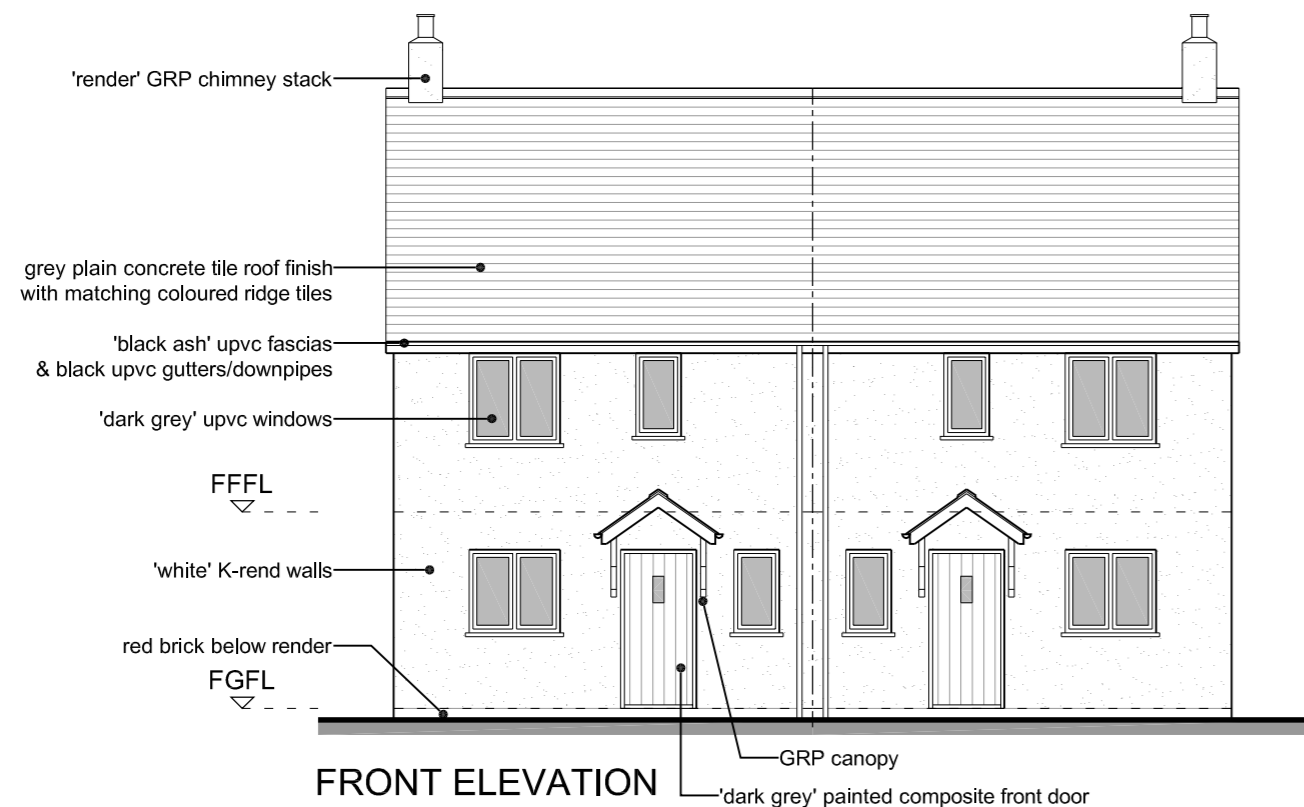 'render' GRP chimney stack
grey plain concrete tile roof finish
with matching coloured ridge tiles
'black ash' upvc fascias
& black upvc gutters/downpipes
'dark grey' upvc windows
FFFL
'white' K-rend walls
red brick below render
FGFL
GRP canopy
FRONT ELEVATION
'dark grey' painted composite front door